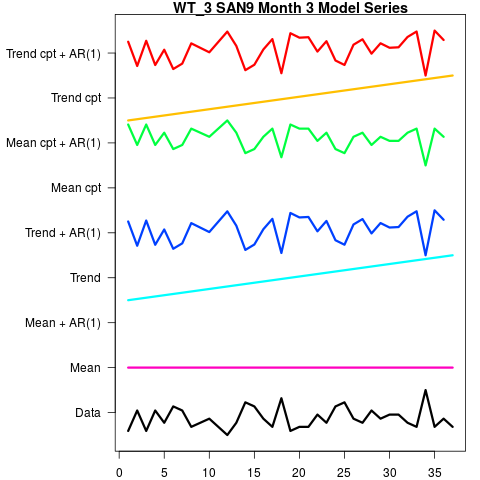 WT_3 SAN9 Month 3 Model Series
Trend cpt + AR(1)
Trend cpt
Mean cpt + AR(1)
Mean cpt
Trend + AR(1)
Trend
Mean + AR(1)
Mean
Data
0 5 10 15 20 25 30 35